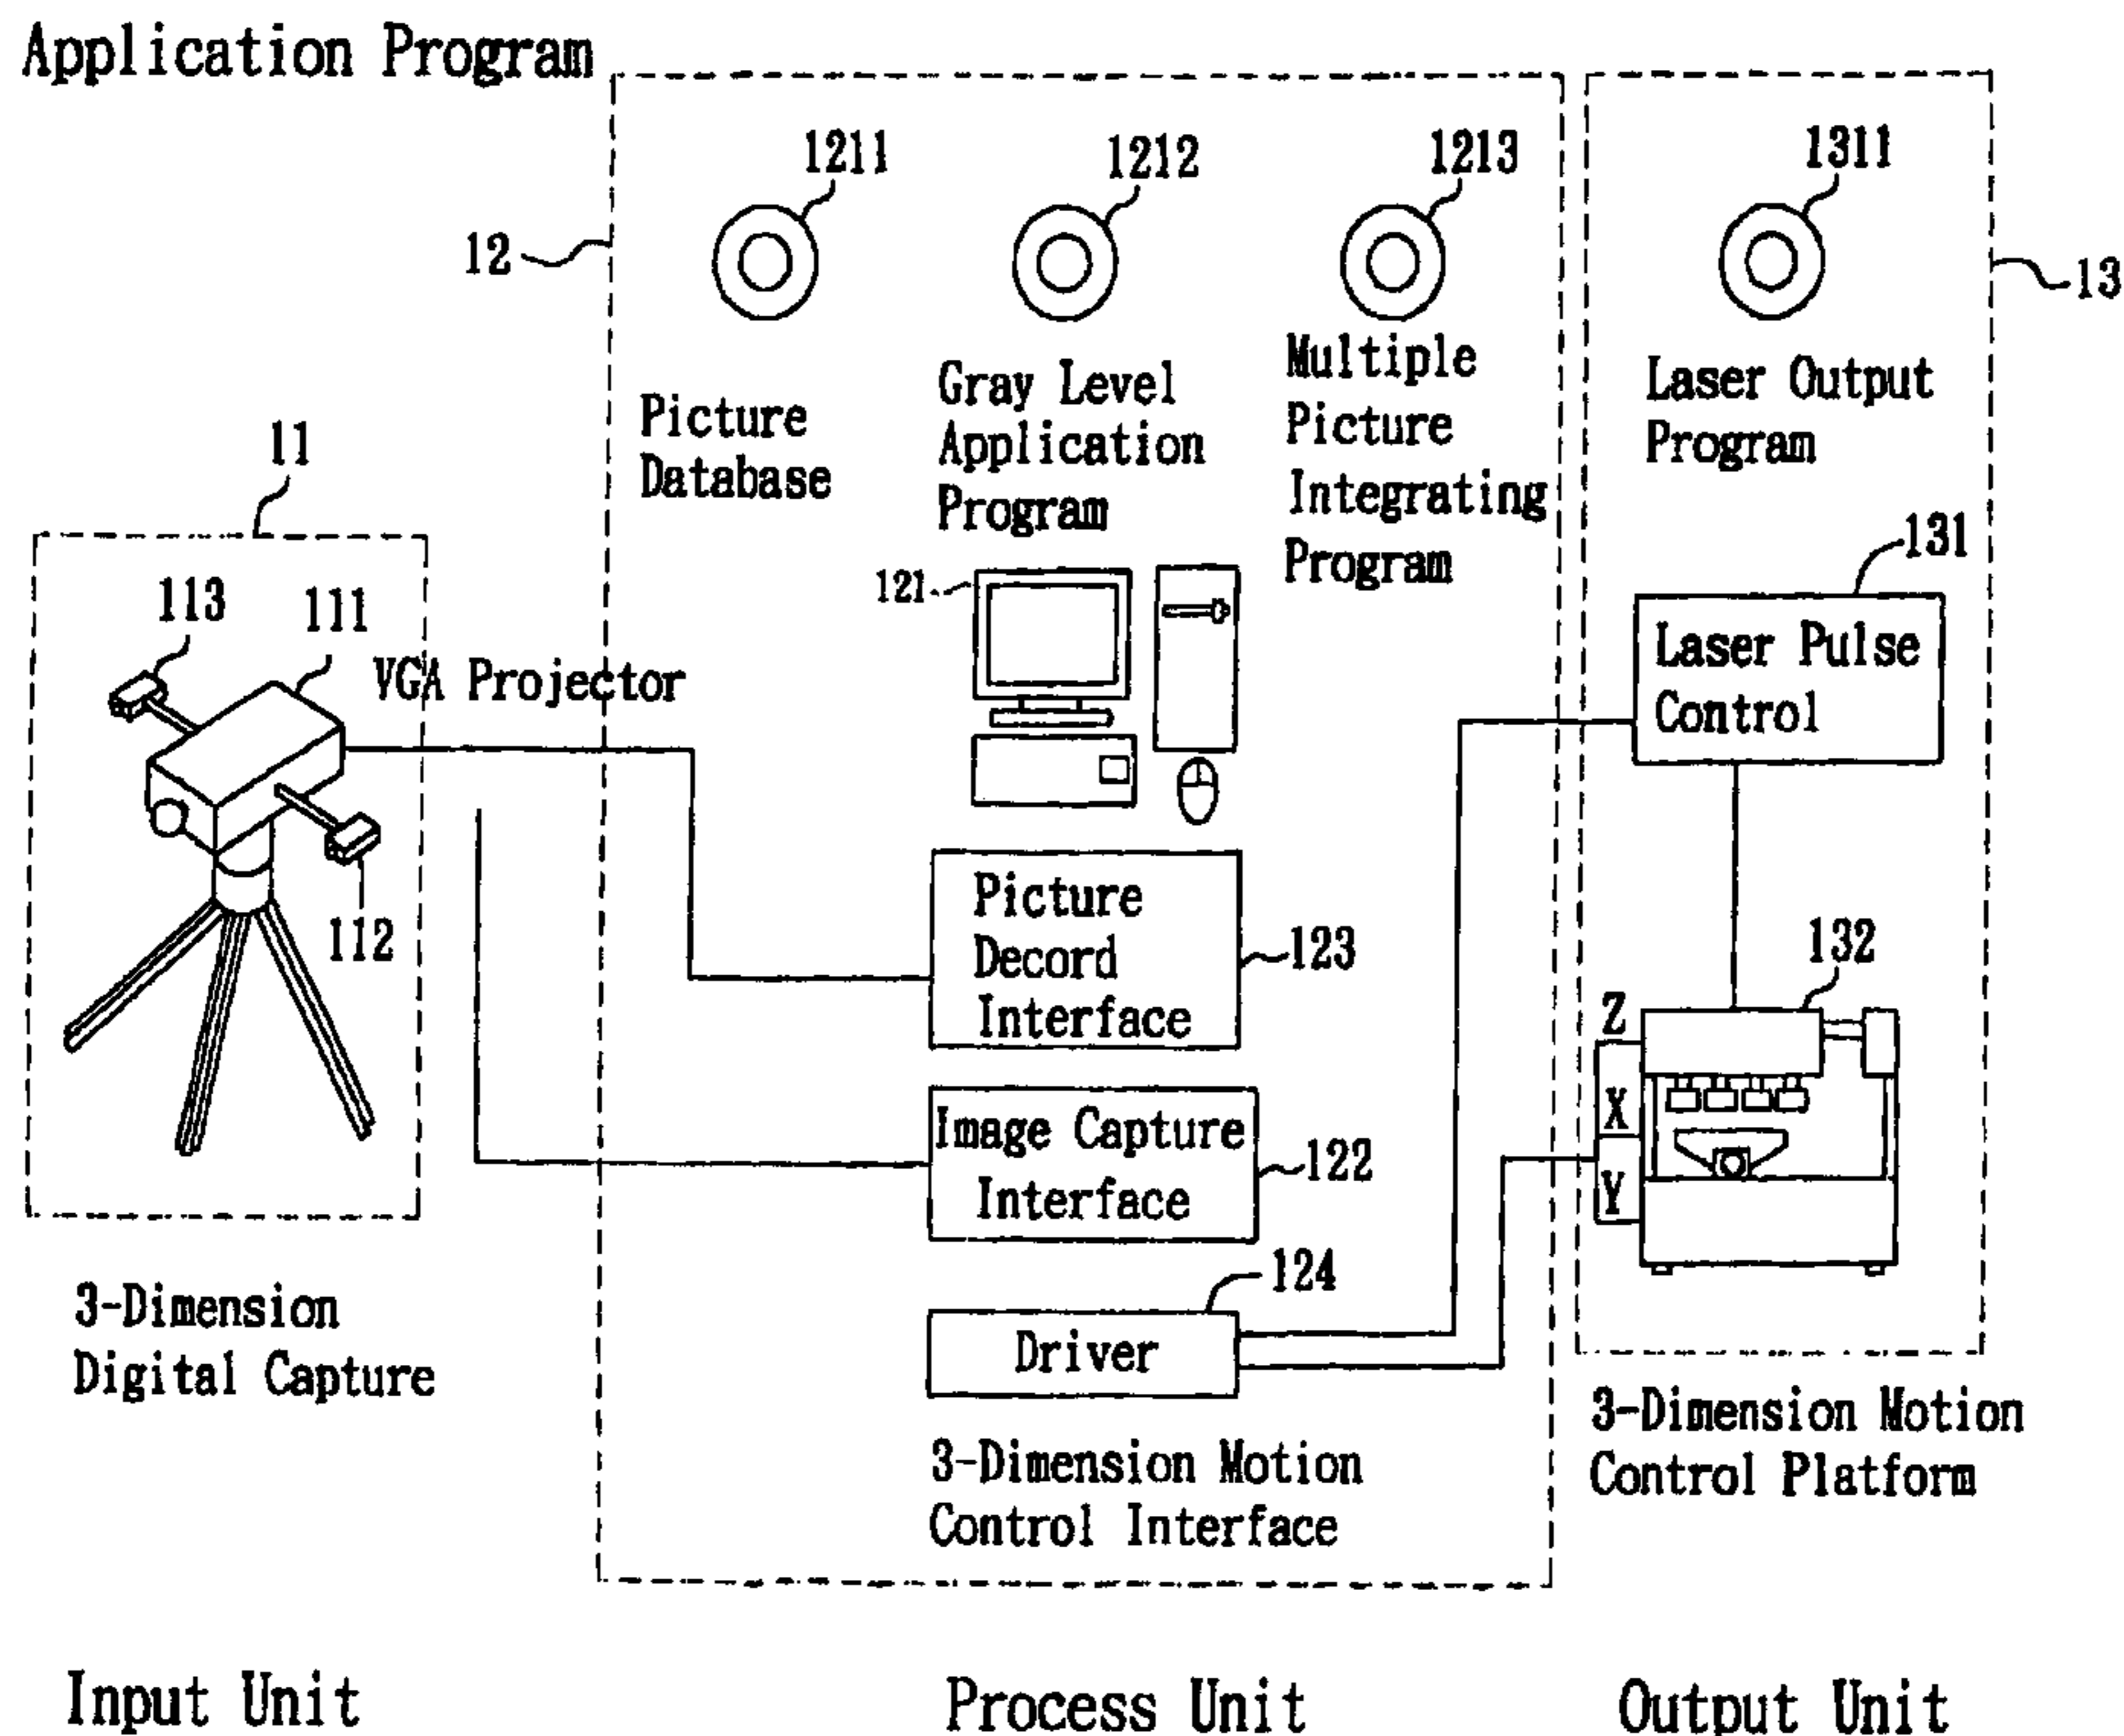 Application Program
1211
1212
1213
1311
12
13
Picture
Database
Gray Level
Application
Program
Multiple
Picture
Integrating
Program
Laser Output
Program
11
113
111
VGA Projector
112
121
131
Laser Pulse
Control
Picture
Decord
Interface
123
132
Z
X
Y
Image Capture
Interface
122
124
Driver
3-Dimension
Digital Capture
3-Dimension Motion
Control Interface
3-Dimension Motion
Control Platform
Input Unit
Process Unit
Output Unit